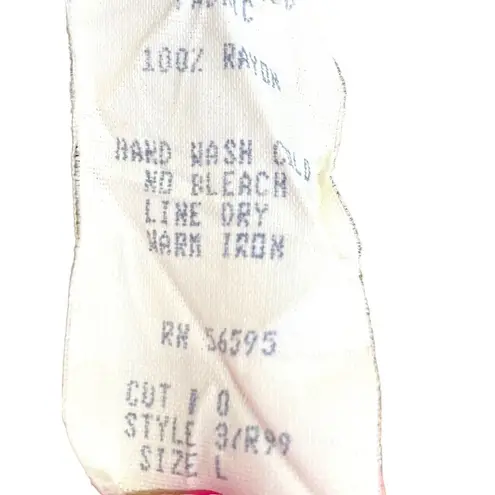 FABRIC
100% RAYON
HAND WASH COLD
NO BLEACH
LINE DRY
WARM IRON
RN 56595
CUT # 0
STYLE 3/R99
SIZE L